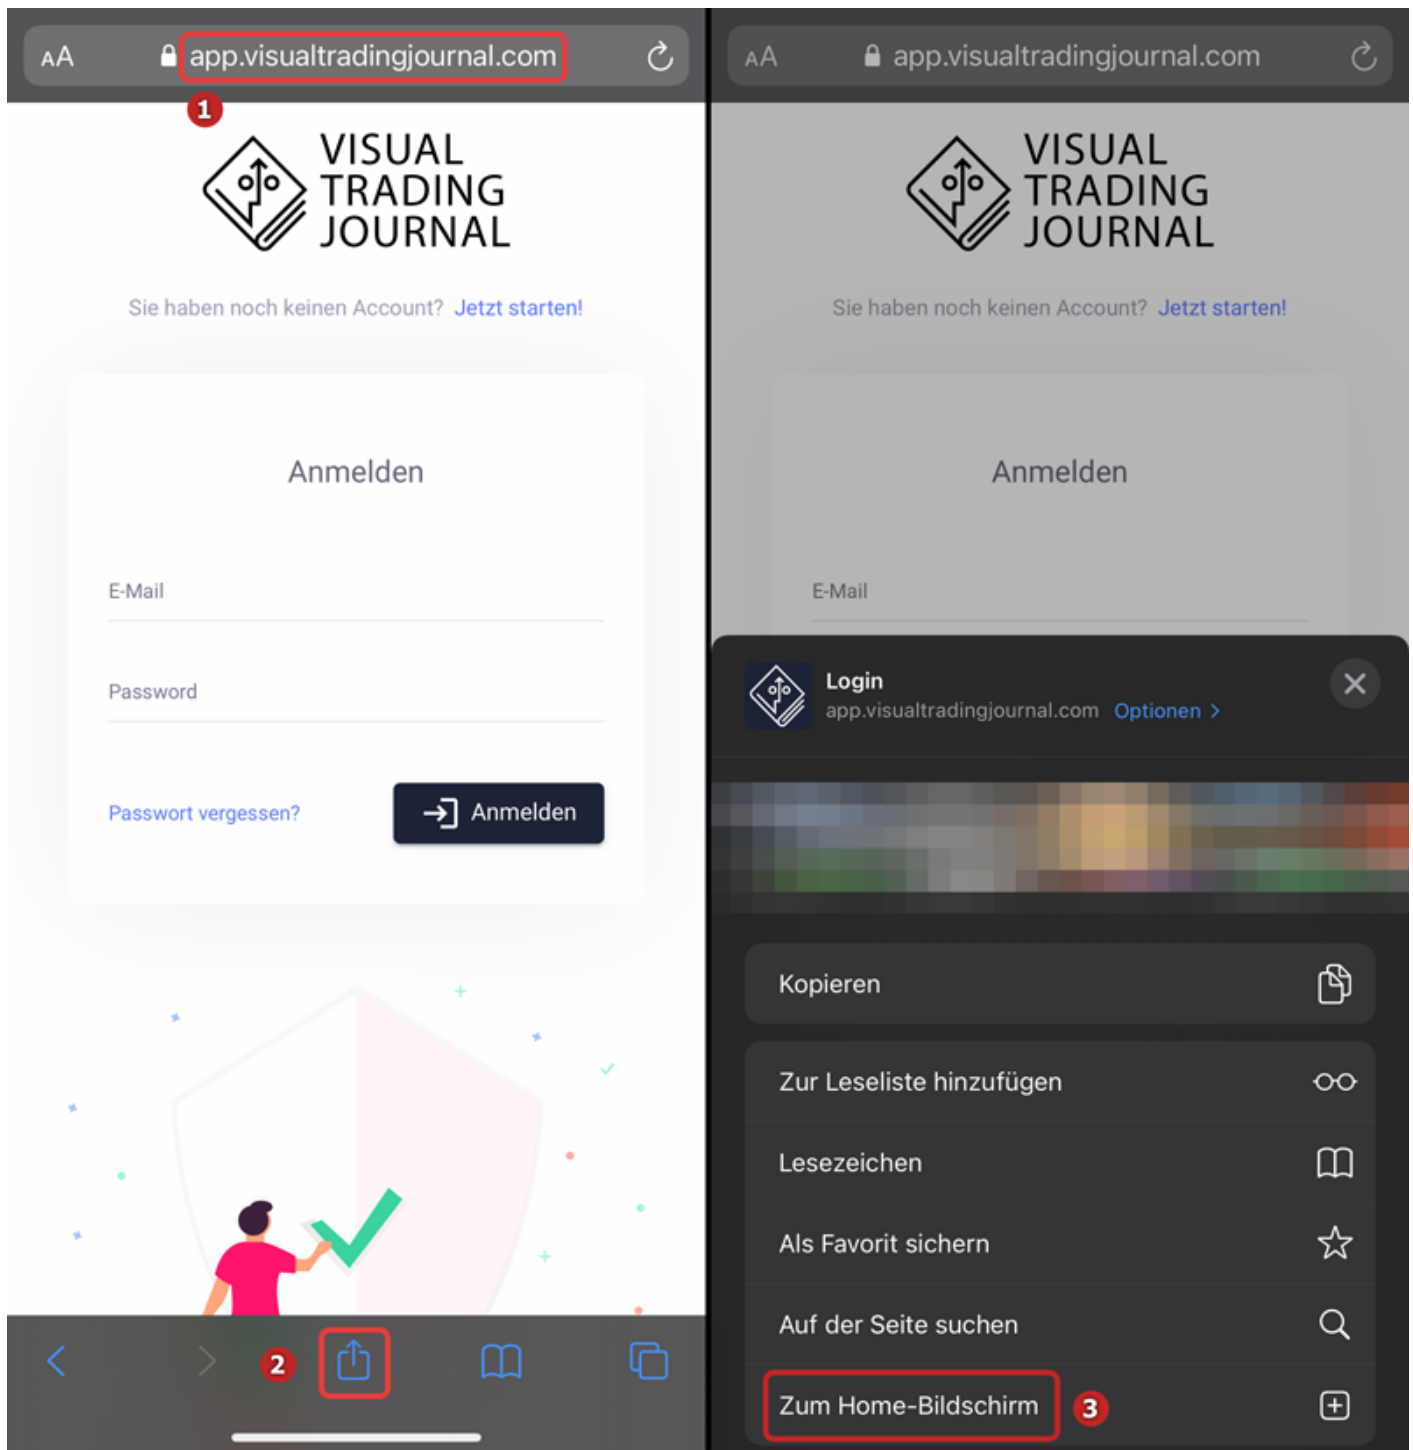 AA app.visualtradingjournal.com
1
VISUAL
TRADING
JOURNAL
Sie haben noch keinen Account? Jetzt starten!
Anmelden
E-Mail
Password
Passwort vergessen? Anmelden
2
AA app.visualtradingjournal.com
VISUAL
TRADING
JOURNAL
Sie haben noch keinen Account? Jetzt starten!
Anmelden
E-Mail
Login
app.visualtradingjournal.com Optionen >
Kopieren
Zur Leseliste hinzufügen
Lesezeichen
Als Favorit sichern
Auf der Seite suchen
Zum Home-Bildschirm 3